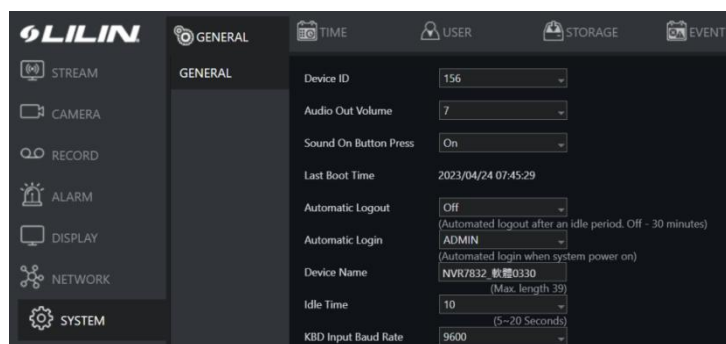 LILIN
GENERAL
TIME
USER
STORAGE
EVENT
STREAM
CAMERA
RECORD
ALARM
DISPLAY
NETWORK
SYSTEM
GENERAL
Device ID 156
Audio Out Volume 7
Sound On Button Press On
Last Boot Time 2023/04/24 07:45:29
Automatic Logout Off
(Automated logout after an idle period. Off - 30 minutes)
Automatic Login ADMIN
(Automated login when system power on)
Device Name NVR7832_軟體0330
(Max. length 39)
Idle Time 10
(5~20 Seconds)
KBD Input Baud Rate 9600